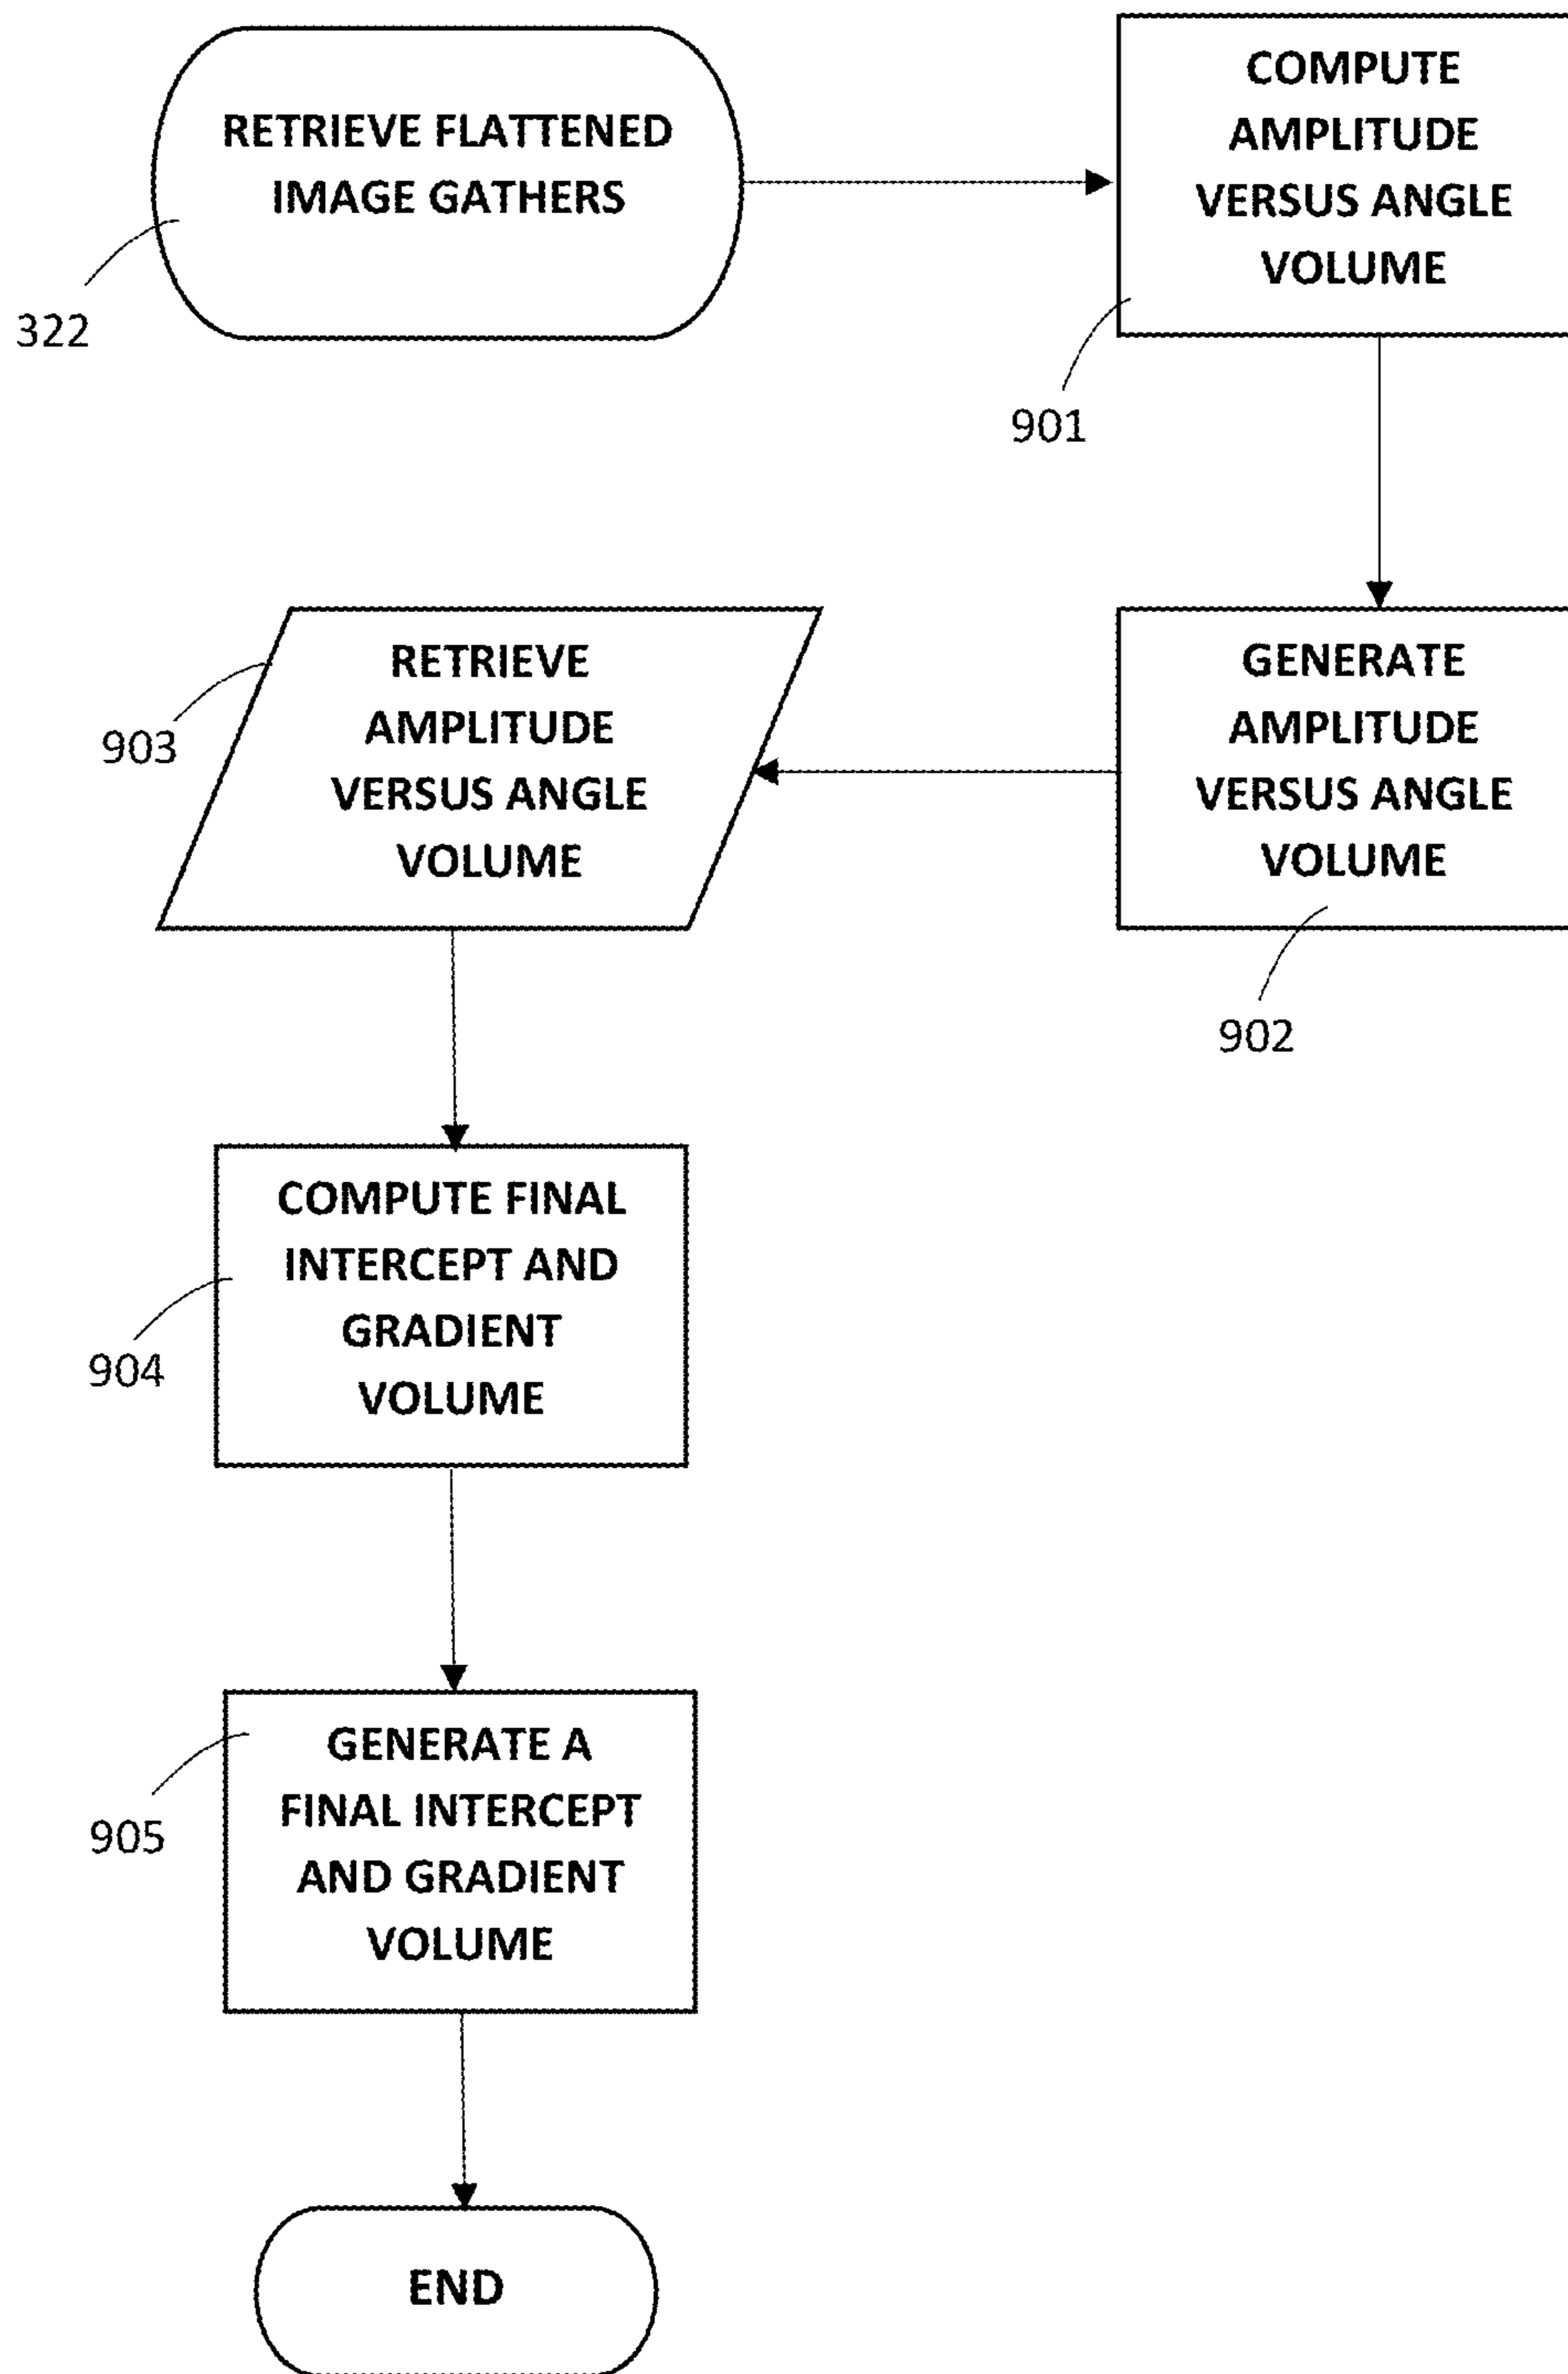 RETRIEVE FLATTENED
IMAGE GATHERS
322
COMPUTE
AMPLITUDE
VERSUS ANGLE
VOLUME
901
GENERATE
AMPLITUDE
VERSUS ANGLE
VOLUME
902
RETRIEVE
AMPLITUDE
VERSUS ANGLE
VOLUME
903
COMPUTE FINAL
INTERCEPT AND
GRADIENT
VOLUME
904
GENERATE A
FINAL INTERCEPT
AND GRADIENT
VOLUME
905
END